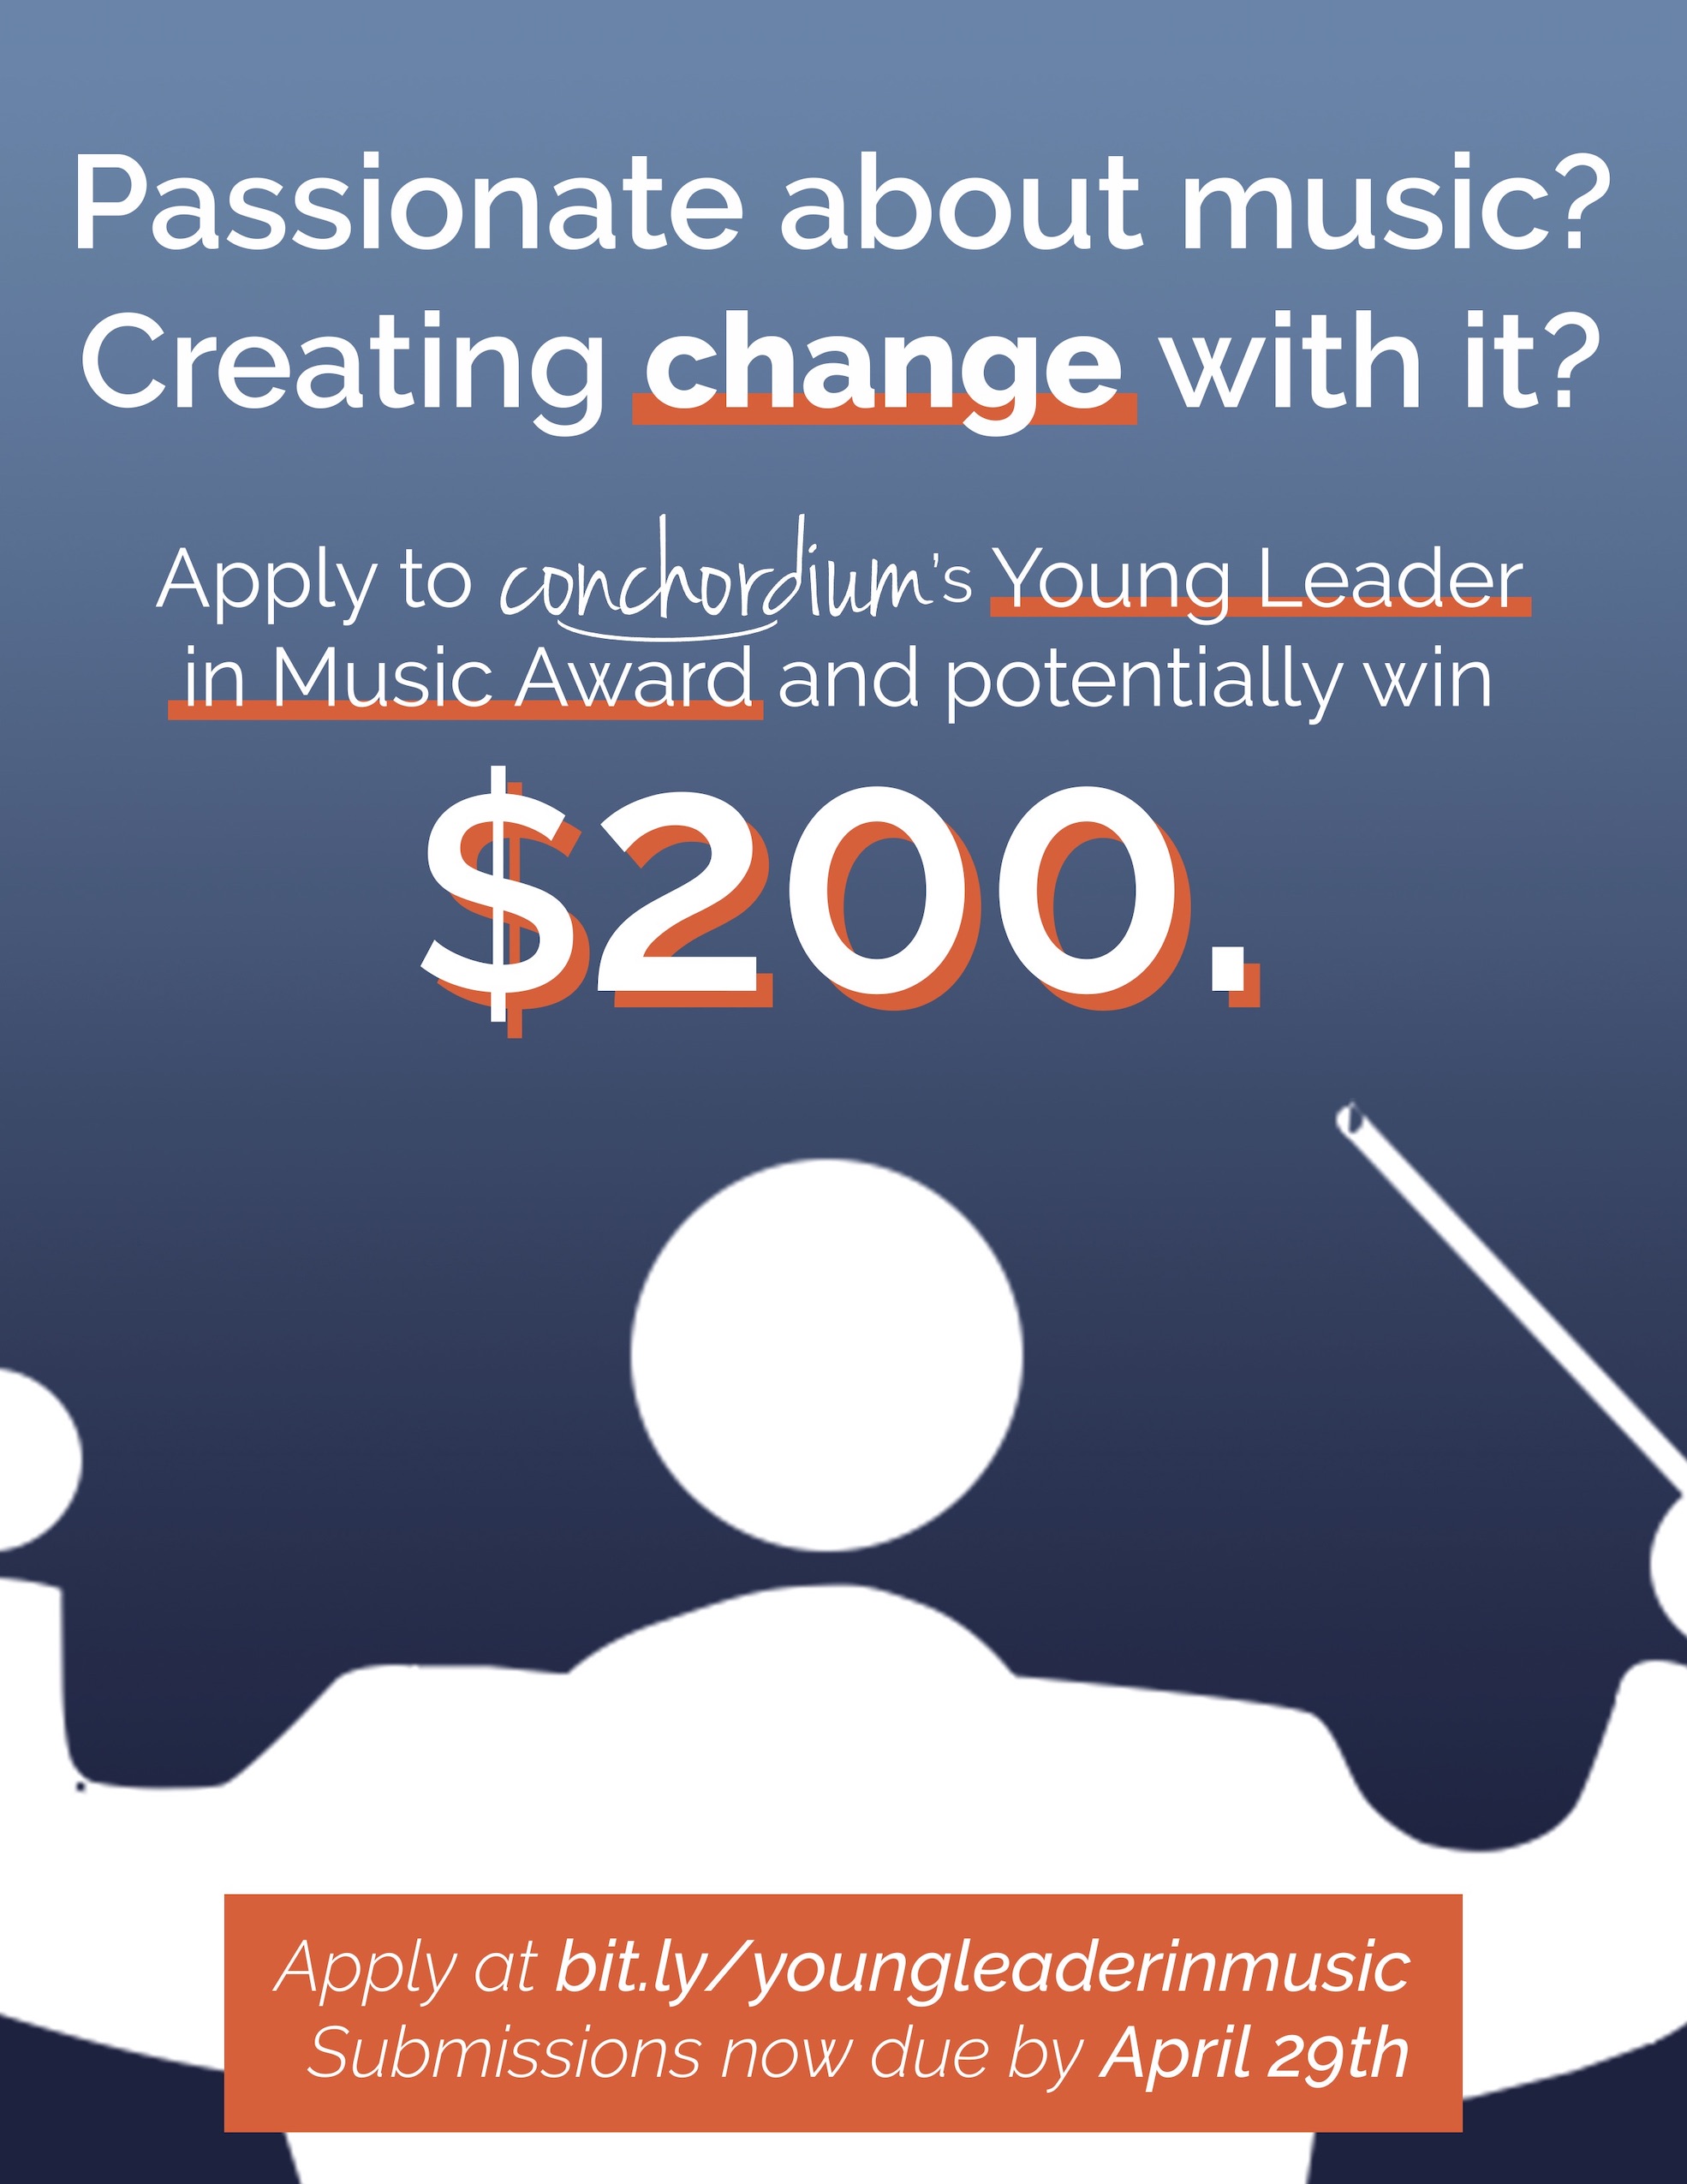 Passionate about music?
Creating change with it?
Apply to conchordium's Young Leader
in Music Award and potentially win
$200.
Apply at bit.ly/youngleaderinmusic
Submissions now due by April 29th